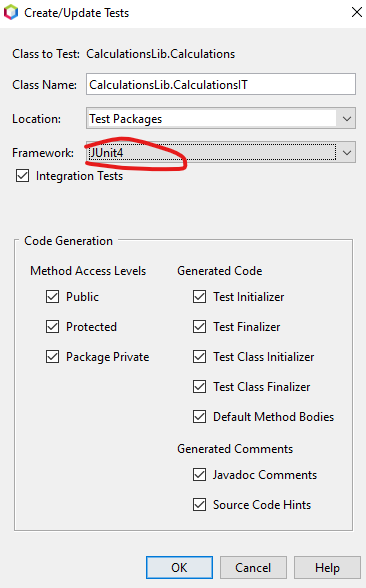 Create/Update Tests
Class to Test: CalculationsLib.Calculations
Class Name: CalculationsLib.CalculationsIT
Location: Test Packages
Framework: JUnit4
Integration Tests
Code Generation
Method Access Levels
Public
Protected
Package Private
Generated Code
Test Initializer
Test Finalizer
Test Class Initializer
Test Class Finalizer
Default Method Bodies
Generated Comments
Javadoc Comments
Source Code Hints
OK Cancel Help